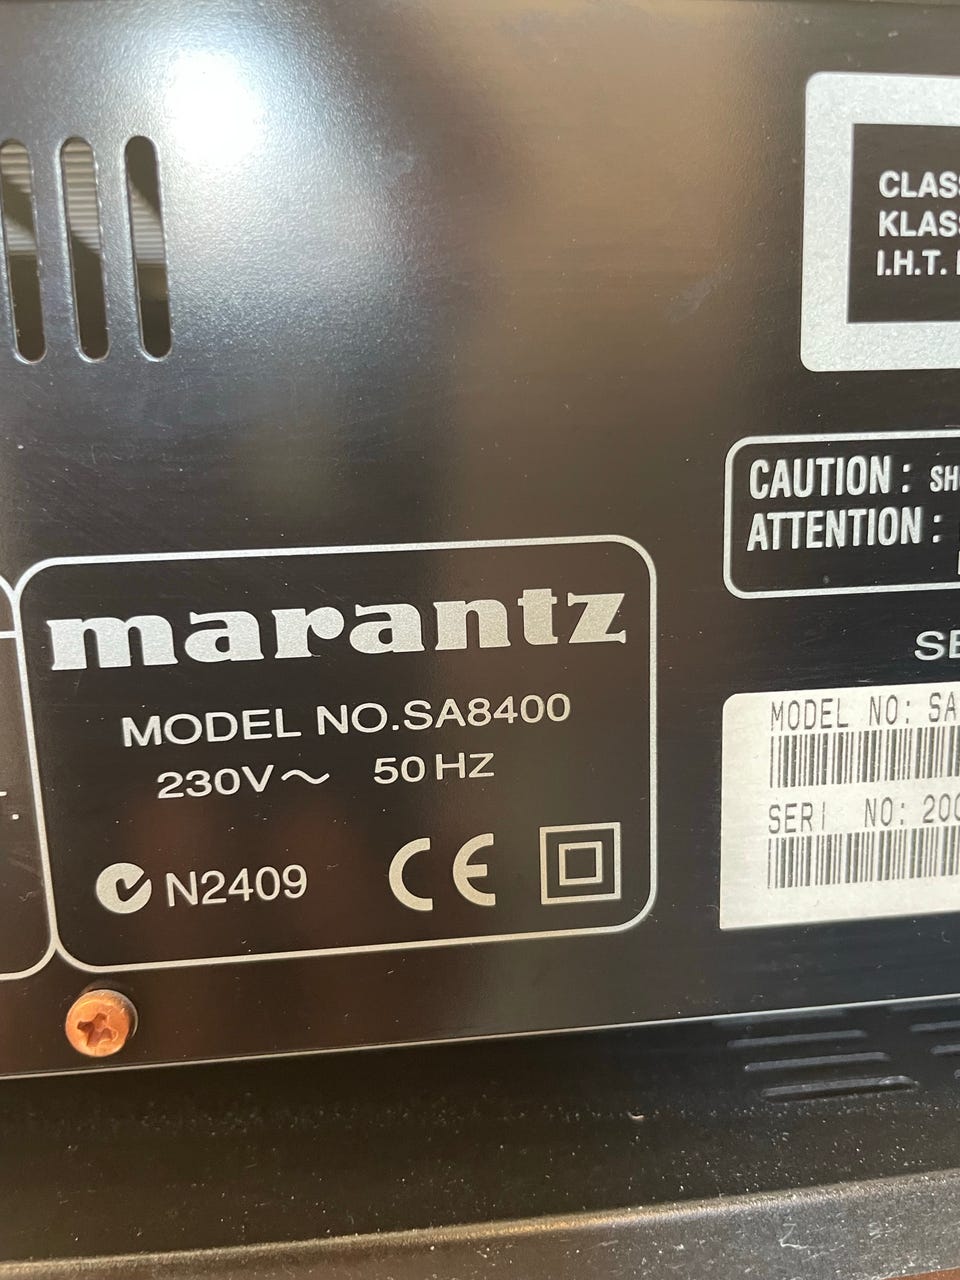 CLASS
KLASS
I.H.T.
CAUTION : SH
ATTENTION :
marantz
MODEL NO.SA8400
230V～ 50HZ
N2409 CE
SE
MODEL NO: SA
SERI NO: 200